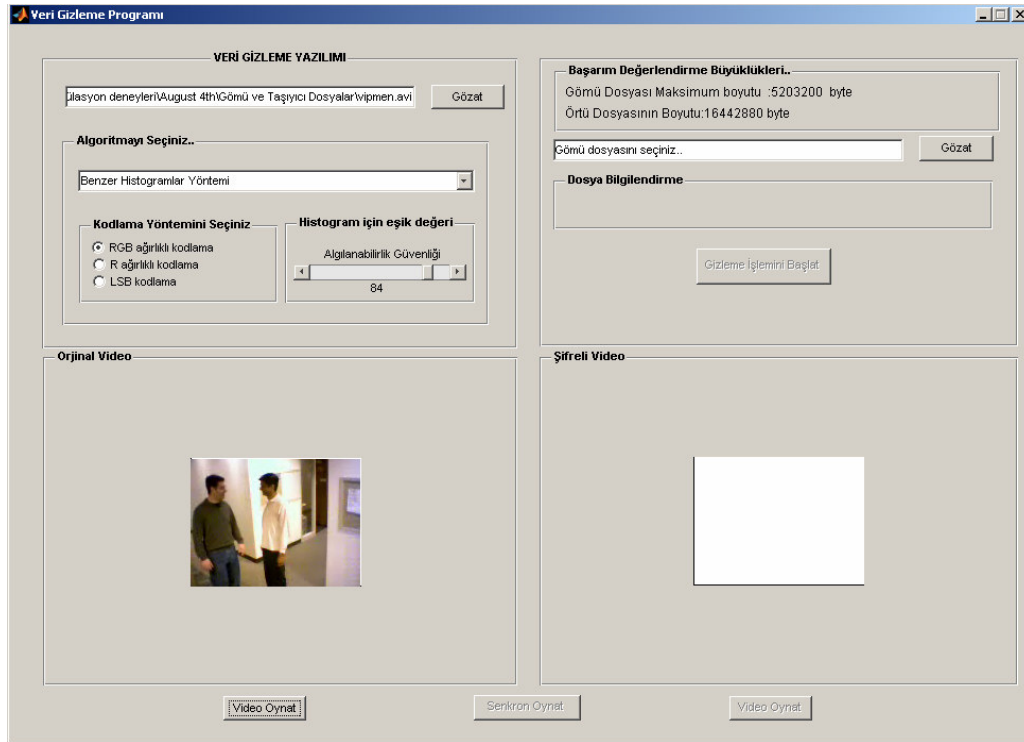 Veri Gizleme Programı
VERİ GİZLEME YAZILIMI
ülasyon deneyleri\August 4th\Gömü ve Taşıyıcı Dosyalar\vipmen.avi
Gözat
Algoritmayı Seçiniz..
Benzer Histogramlar Yöntemi
Kodlama Yöntemini Seçiniz
RGB ağırlıklı kodlama
R ağırlıklı kodlama
LSB kodlama
Histogram için eşik değeri
Algılanabilirlik Güvenliği
84
Başarım Değerlendirme Büyüklükleri..
Gömü Dosyası Maksimum boyutu :5203200 byte
Örtü Dosyasının Boyutu:16442880 byte
Gömü dosyasını seçiniz..
Gözat
Dosya Bilgilendirme
Gizleme İşlemini Başlat
Orjinal Video
Şifreli Video
Video Oynat
Senkron Oynat
Video Oynat